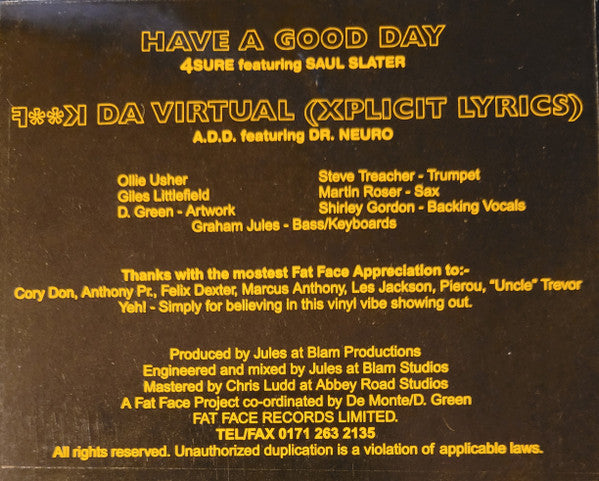 HAVE A GOOD DAY
4SURE featuring SAUL SLATER
F**K DA VIRTUAL (XPLICIT LYRICS)
A.D.D. featuring DR. NEURO
Ollie Usher
Steve Treacher - Trumpet
Giles Littlefield
Martin Roser - Sax
D. Green - Artwork
Shirley Gordon - Backing Vocals
Graham Jules - Bass/Keyboards
Thanks with the mostest Fat Face Appreciation to:-
Cory Don, Anthony Pr., Felix Dexter, Marcus Anthony, Les Jackson, Pierou, "Uncle" Trevor
Yeh! - Simply for believing in this vinyl vibe showing out.
Produced by Jules at Blam Productions
Engineered and mixed by Jules at Blam Studios
Mastered by Chris Ludd at Abbey Road Studios
A Fat Face Project co-ordinated by De Monte/D. Green
FAT FACE RECORDS LIMITED.
TEL/FAX 0171 263 2135
All rights reserved. Unauthorized duplication is a violation of applicable laws.